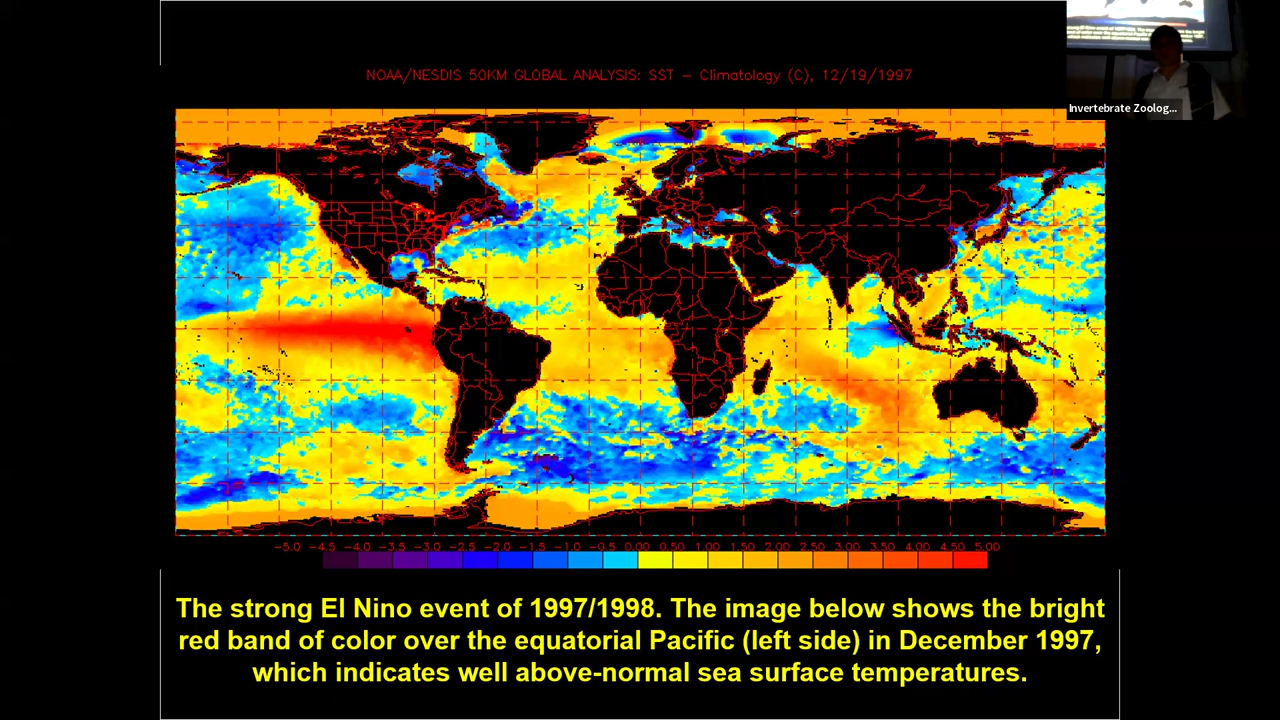 NOAA/NESDIS 50KM GLOBAL ANALYSIS: SST – Climatology (C), 12/19/1997
Invertebrate Zoolog...
-5.0 -4.5 -4.0 -3.5 -3.0 -2.5 -2.0 -1.5 -1.0 -0.5 0.00 0.50 1.00 1.50 2.00 2.50 3.00 3.50 4.00 4.50 5.00
The strong El Nino event of 1997/1998. The image below shows the bright
red band of color over the equatorial Pacific (left side) in December 1997,
which indicates well above-normal sea surface temperatures.